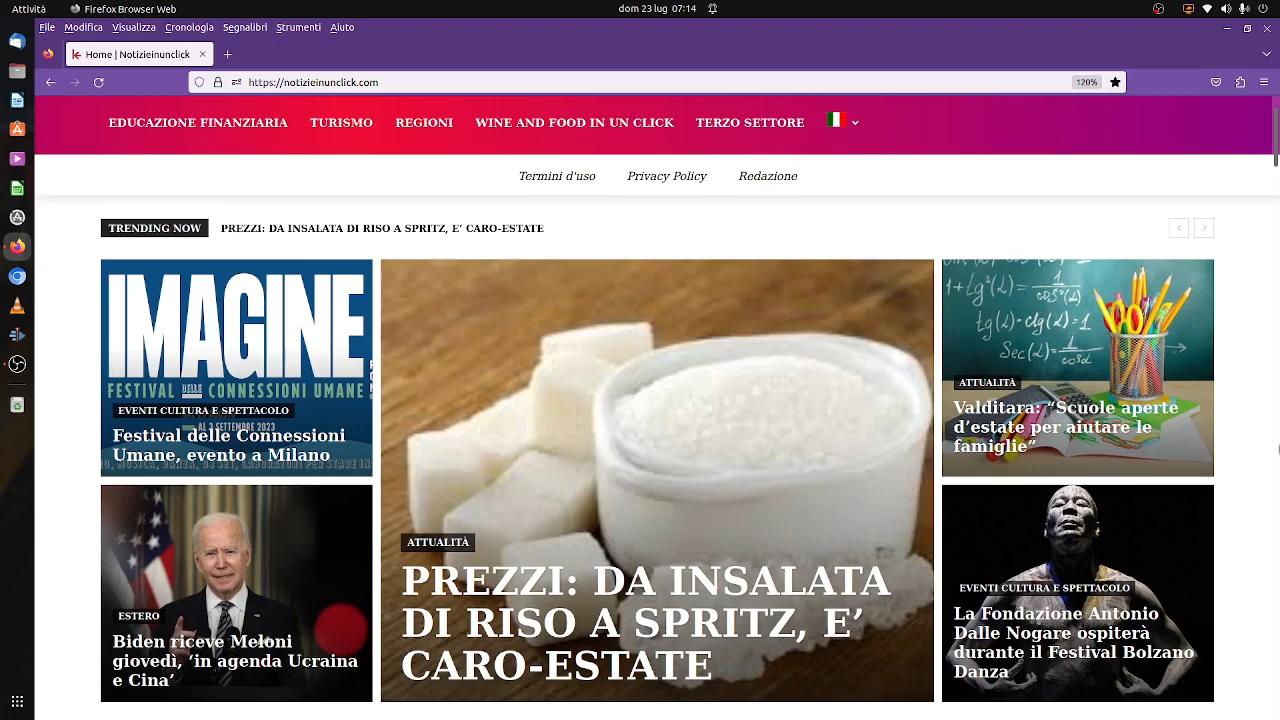 Attività
Firefox Browser Web
dom 23 lug 07:14
File Modifica Visualizza Cronologia Segnalibri Strumenti Aiuto
Home | Notizieinunclick
https://notizieinunclick.com
120%
EDUCAZIONE FINANZIARIA TURISMO REGIONI WINE AND FOOD IN UN CLICK TERZO SETTORE
Termini d'uso Privacy Policy Redazione
TRENDING NOW PREZZI: DA INSALATA DI RISO A SPRITZ, E’ CARO-ESTATE
IMAGINE
FESTIVAL DELLE CONNESSIONI UMANE
EVENTI CULTURA E SPETTACOLO
AL 3 SETTEMBRE 2023
Festival delle Connessioni
Umane, evento a Milano
ESTERO
Biden riceve Meloni
giovedì, ‘in agenda Ucraina
e Cina’
ATTUALITÀ
PREZZI: DA INSALATA
DI RISO A SPRITZ, E’
CARO-ESTATE
ATTUALITÀ
Valditara: “Scuole aperte
d’estate per aiutare le
famiglie”
EVENTI CULTURA E SPETTACOLO
La Fondazione Antonio
Dalle Nogare ospiterà
durante il Festival Bolzano
Danza